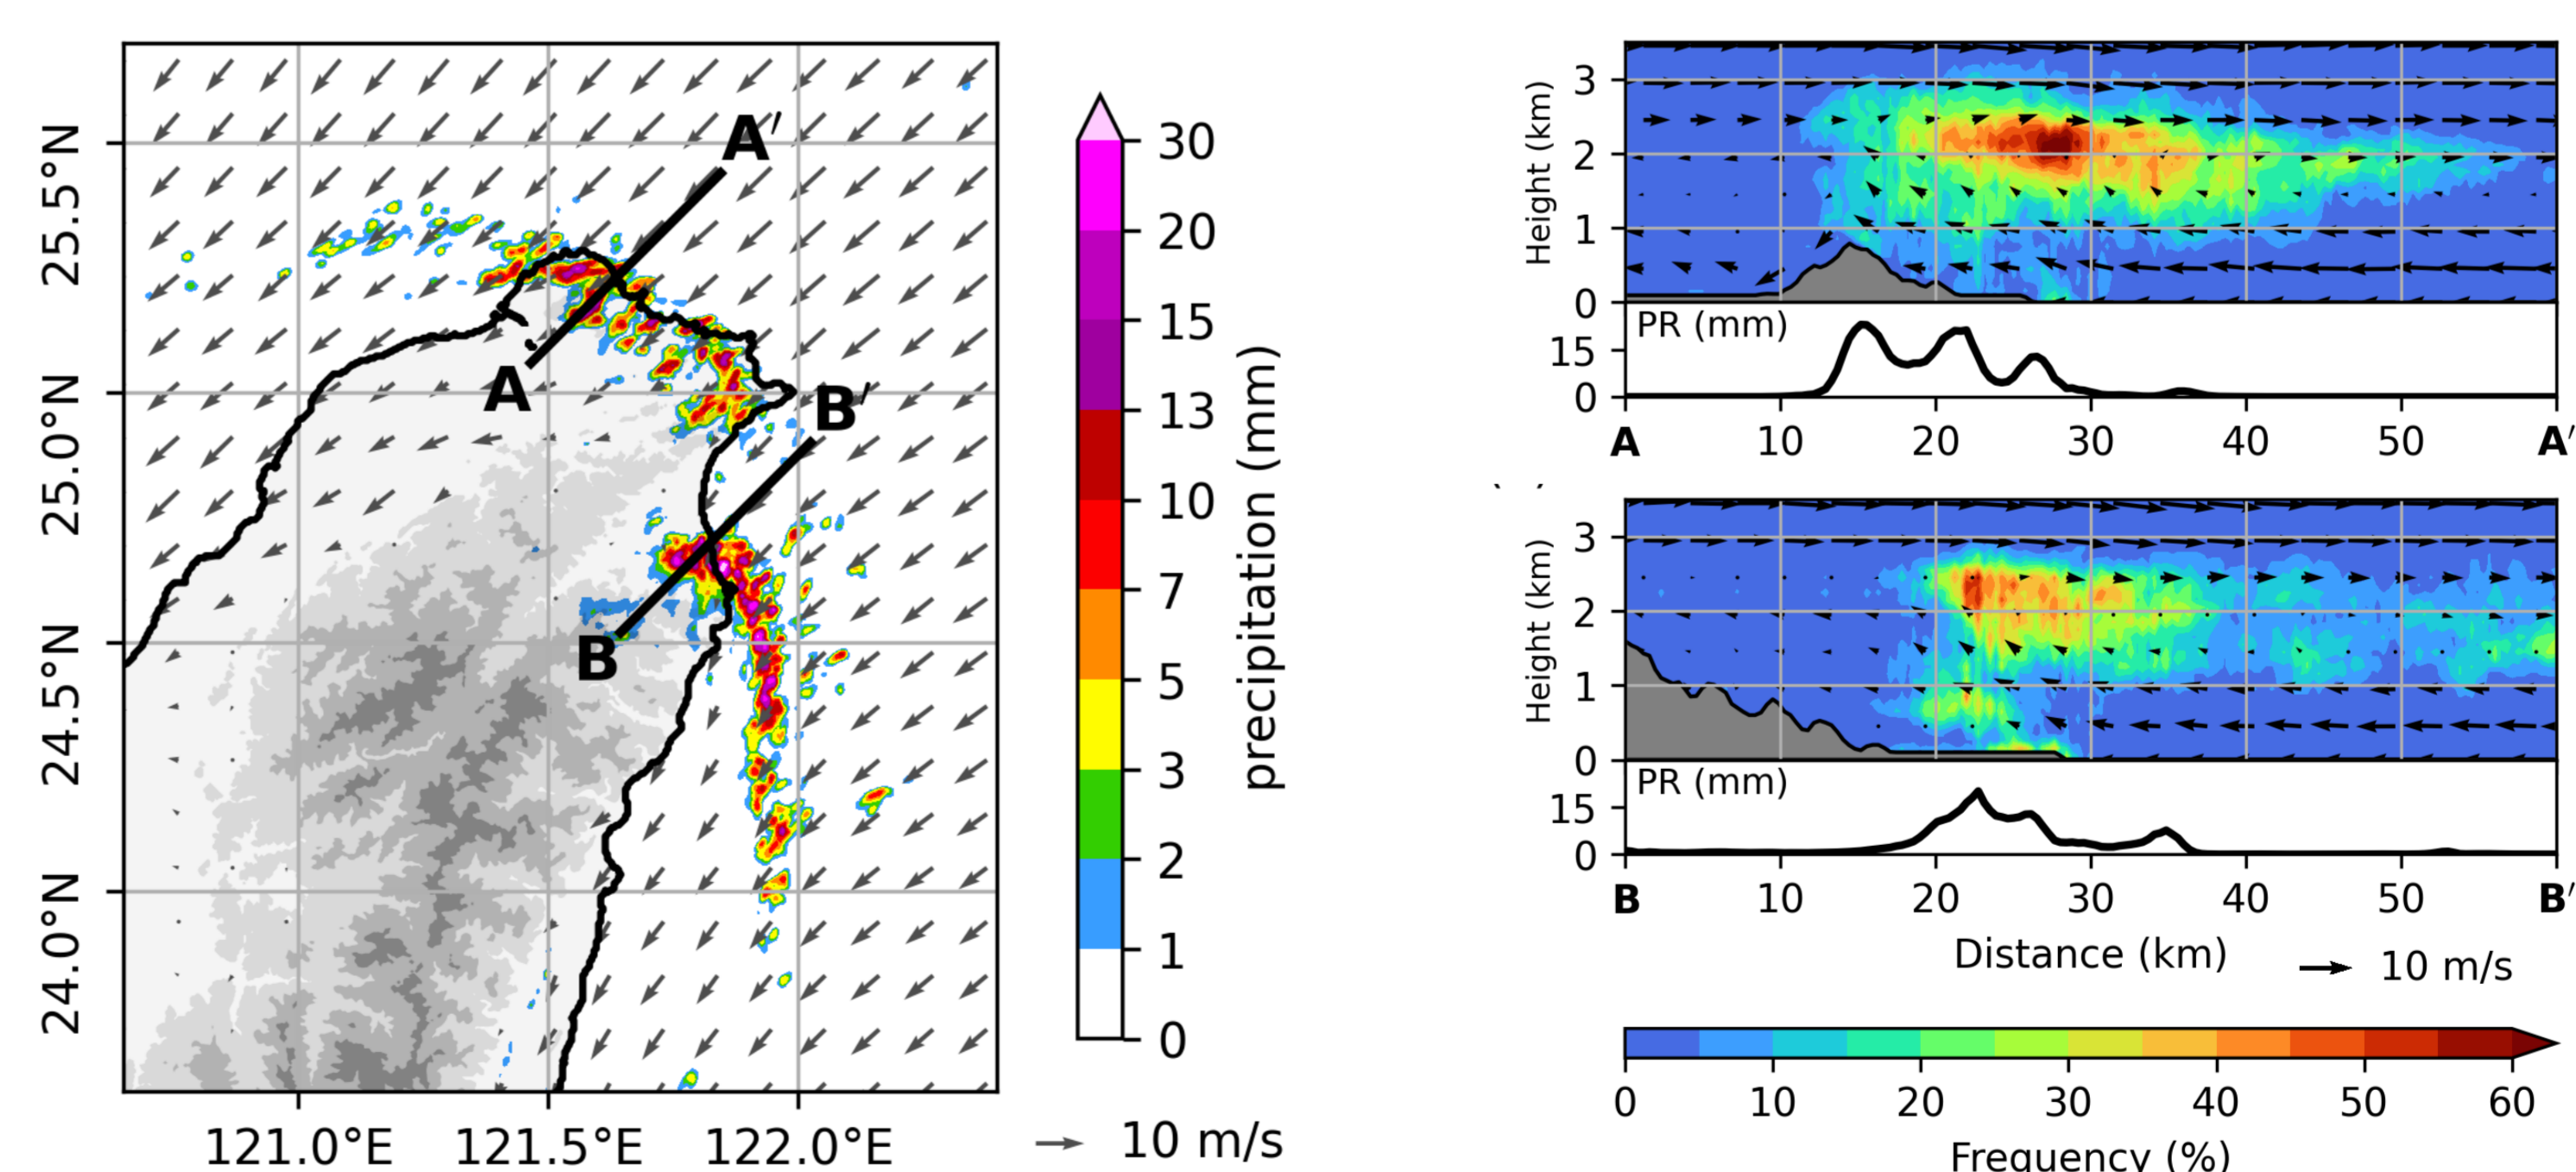 25.5°N
25.0°N
24.5°N
24.0°N
121.0°E
121.5°E
122.0°E
A′
A
B′
B
10 m/s
30
20
15
13
10
7
5
3
2
1
0
precipitation (mm)
Height (km)
3
2
1
0
PR (mm)
15
0
A
10
20
30
40
50
A′
Height (km)
3
2
1
0
PR (mm)
15
0
B
10
20
30
40
50
B′
Distance (km)
10 m/s
0
10
20
30
40
50
60
Frequency (%)